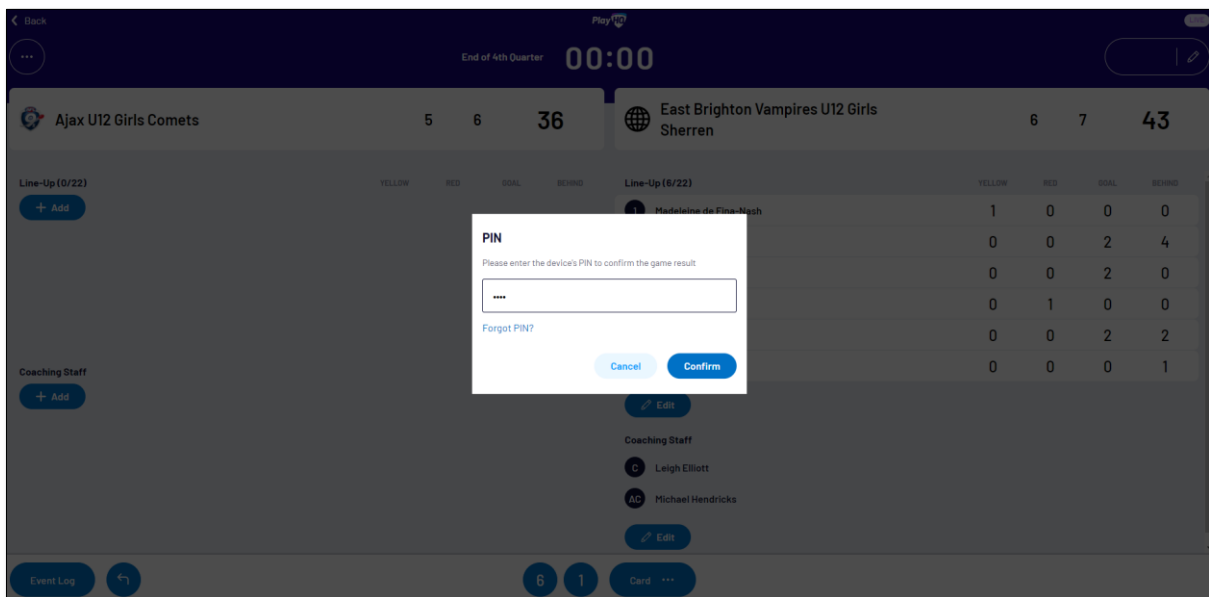 Back
PlayHQ
LIVE
End of 4th Quarter 00:00
Ajax U12 Girls Comets 5 6 36
East Brighton Vampires U12 Girls
Sherren 6 7 43
Line-Up (0/22) YELLOW RED GOAL BEHIND
+ Add
Coaching Staff
+ Add
Line-Up (6/22) YELLOW RED GOAL BEHIND
1 Madeleine de Fina-Nash 1 0 0 0
0 0 2 4
0 0 2 0
0 1 0 0
0 0 2 2
0 0 0 1
Edit
Coaching Staff
C Leigh Elliott
AC Michael Hendricks
Edit
PIN
Please enter the device's PIN to confirm the game result
••••
Forgot PIN?
Cancel Confirm
Event Log 6 1 Card ···